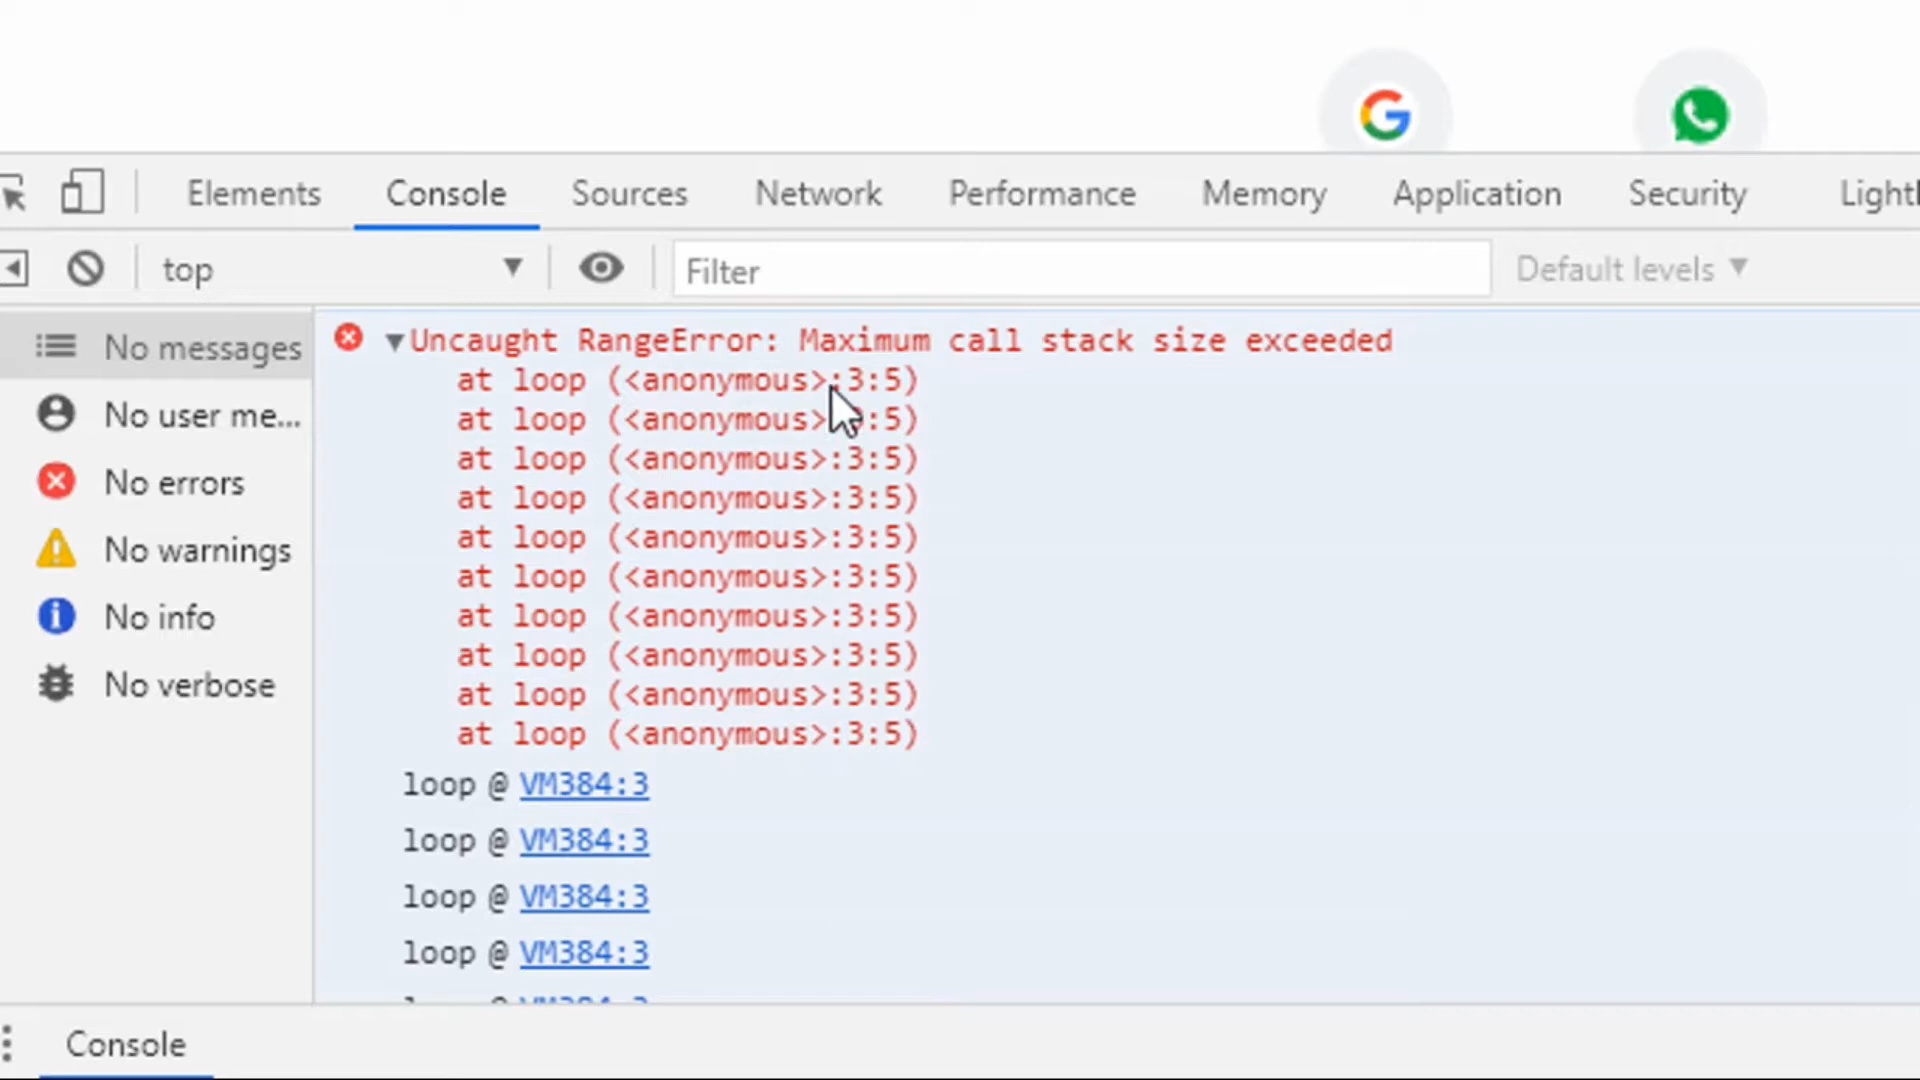 Elements Console Sources Network Performance Memory Application Security Light
top Filter Default levels
No messages
No user me...
No errors
No warnings
No info
No verbose
Uncaught RangeError: Maximum call stack size exceeded
at loop (<anonymous>:3:5)
at loop (<anonymous>:3:5)
at loop (<anonymous>:3:5)
at loop (<anonymous>:3:5)
at loop (<anonymous>:3:5)
at loop (<anonymous>:3:5)
at loop (<anonymous>:3:5)
at loop (<anonymous>:3:5)
at loop (<anonymous>:3:5)
at loop (<anonymous>:3:5)
loop @ VM384:3
loop @ VM384:3
loop @ VM384:3
loop @ VM384:3
Console